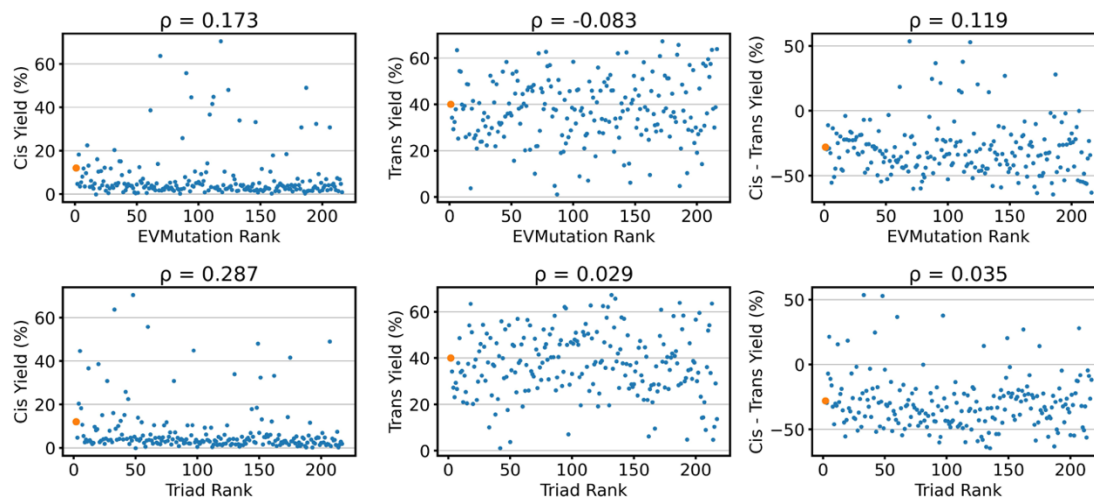 ρ = 0.173
Cis Yield (%)
60
40
20
0
0 50 100 150 200
EVMutation Rank
ρ = -0.083
Trans Yield (%)
60
40
20
0
0 50 100 150 200
EVMutation Rank
ρ = 0.119
Cis - Trans Yield (%)
50
0
−50
0 50 100 150 200
EVMutation Rank
ρ = 0.287
Cis Yield (%)
60
40
20
0
0 50 100 150 200
Triad Rank
ρ = 0.029
Trans Yield (%)
60
40
20
0
0 50 100 150 200
Triad Rank
ρ = 0.035
Cis - Trans Yield (%)
50
0
−50
0 50 100 150 200
Triad Rank